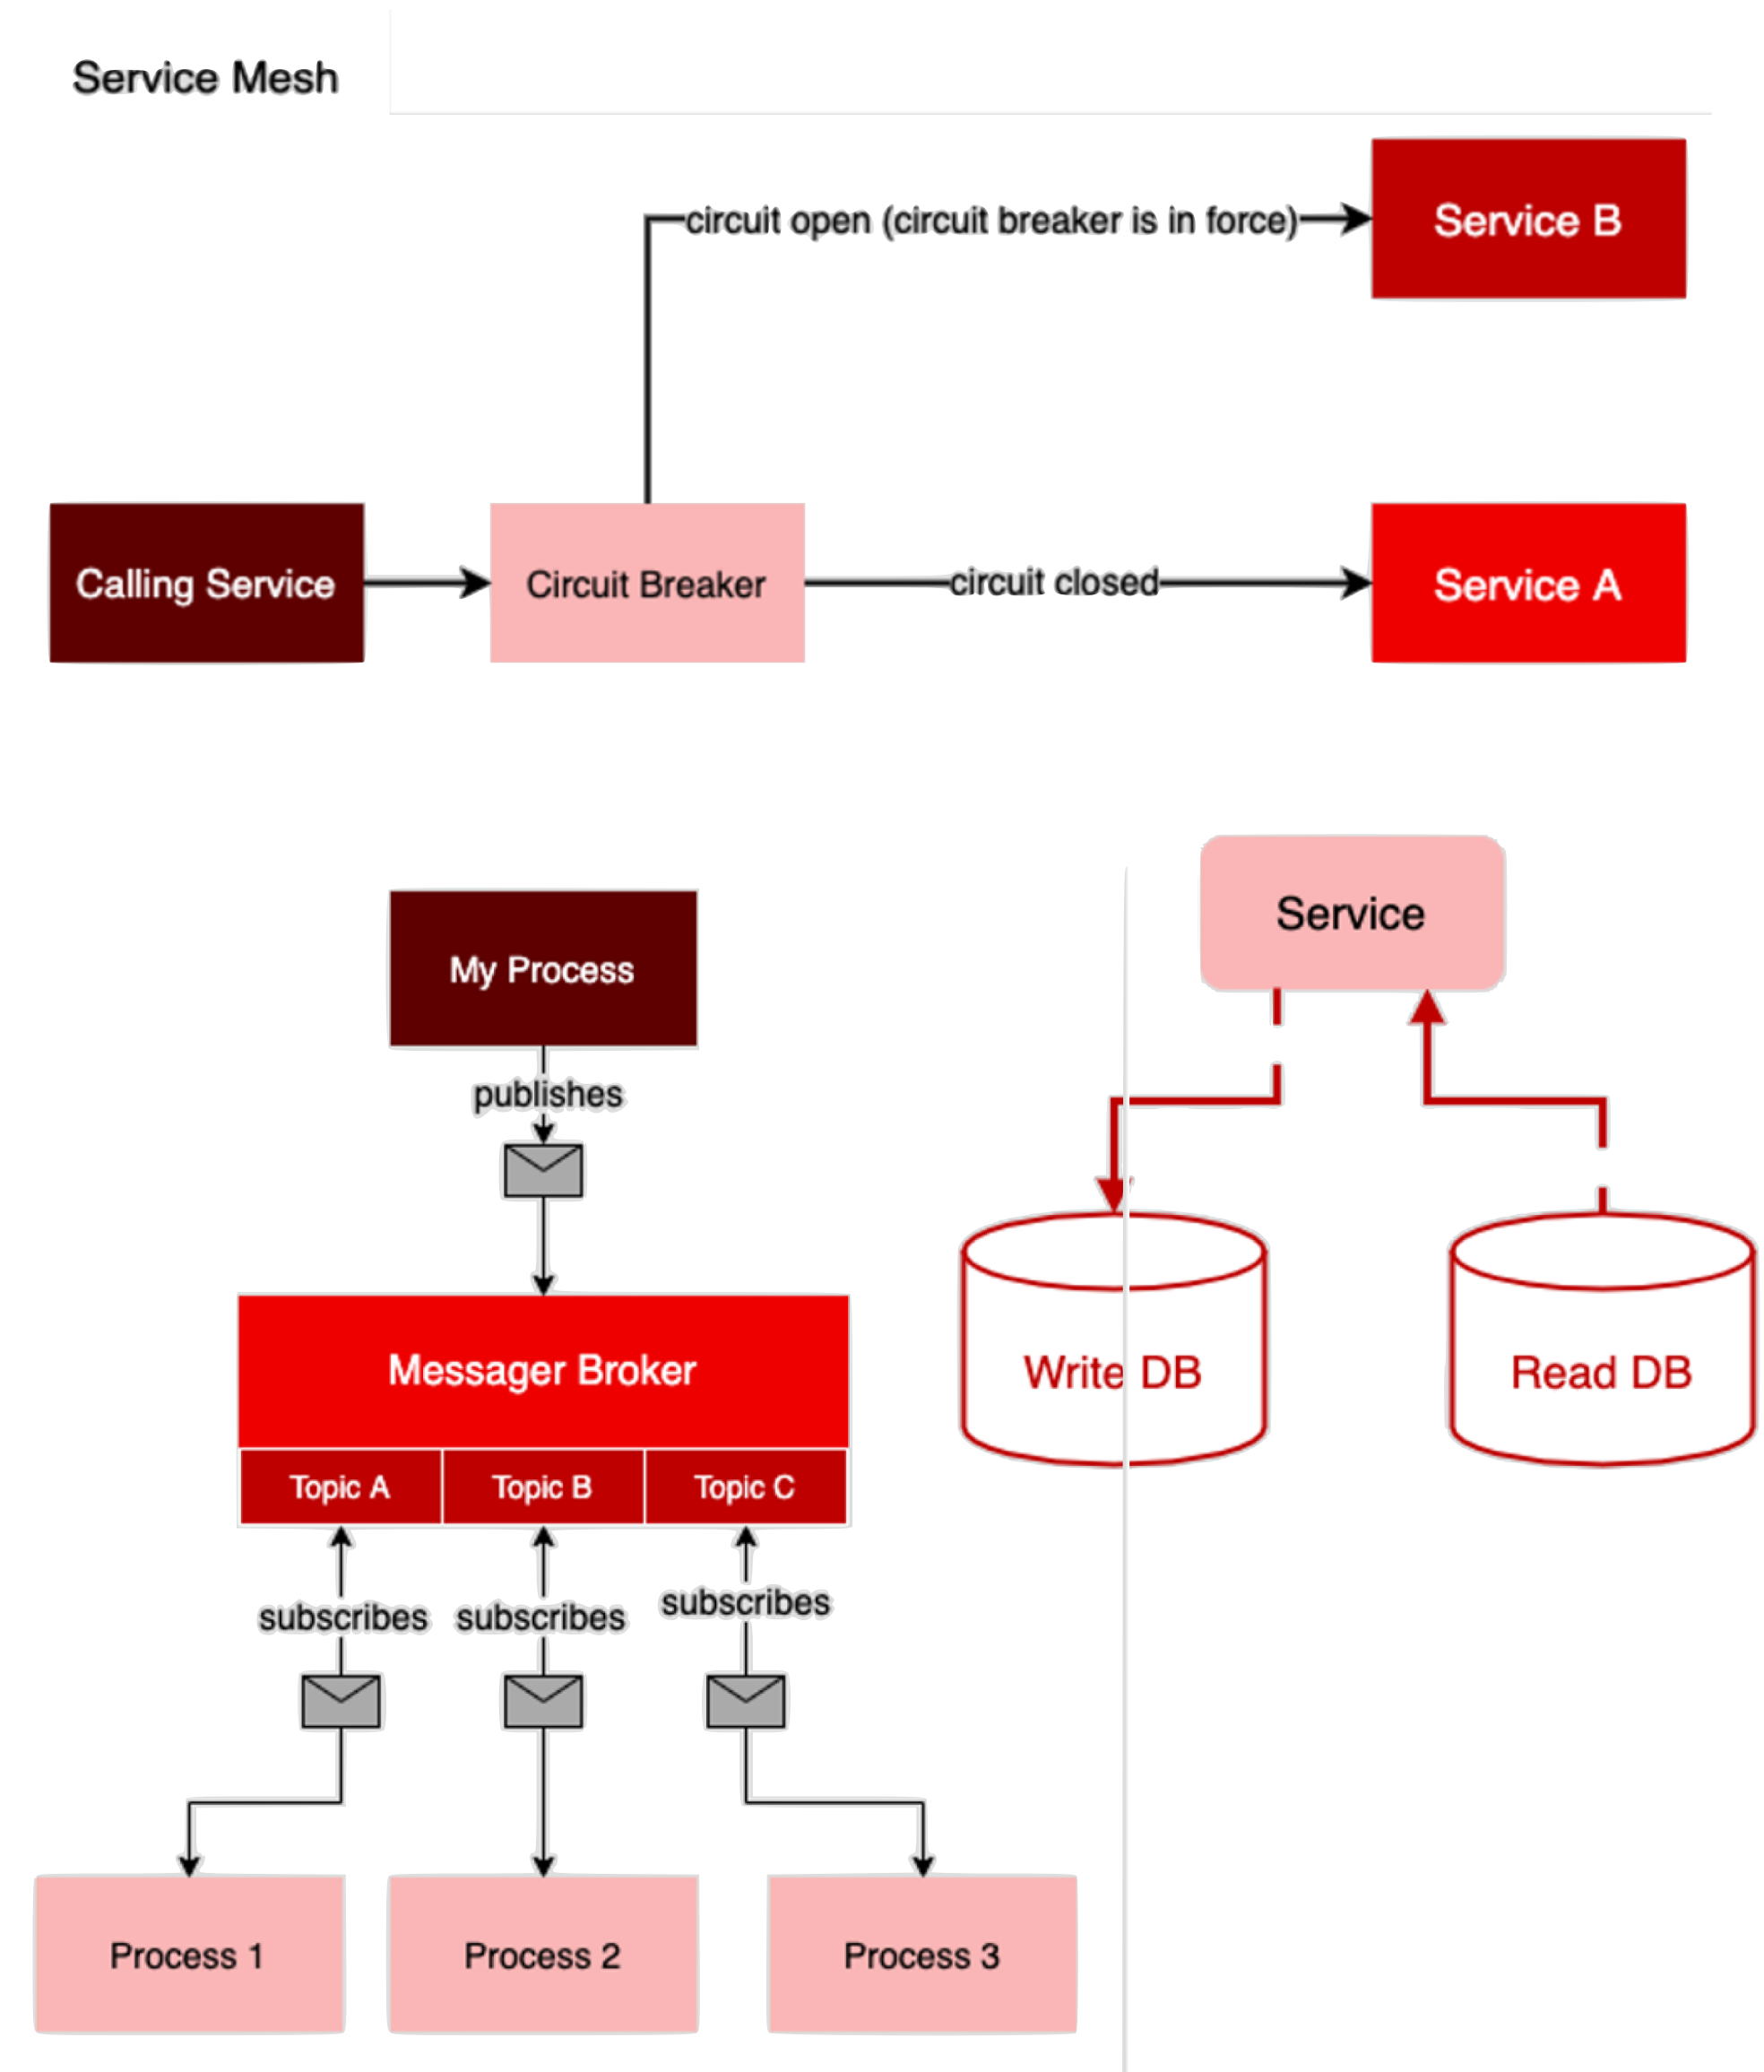 Service Mesh
circuit open (circuit breaker is in force)
Service B
Calling Service
Circuit Breaker
circuit closed
Service A
My Process
publishes
Messager Broker
Topic A
Topic B
Topic C
subscribes
subscribes
subscribes
Process 1
Process 2
Process 3
Service
Write DB
Read DB